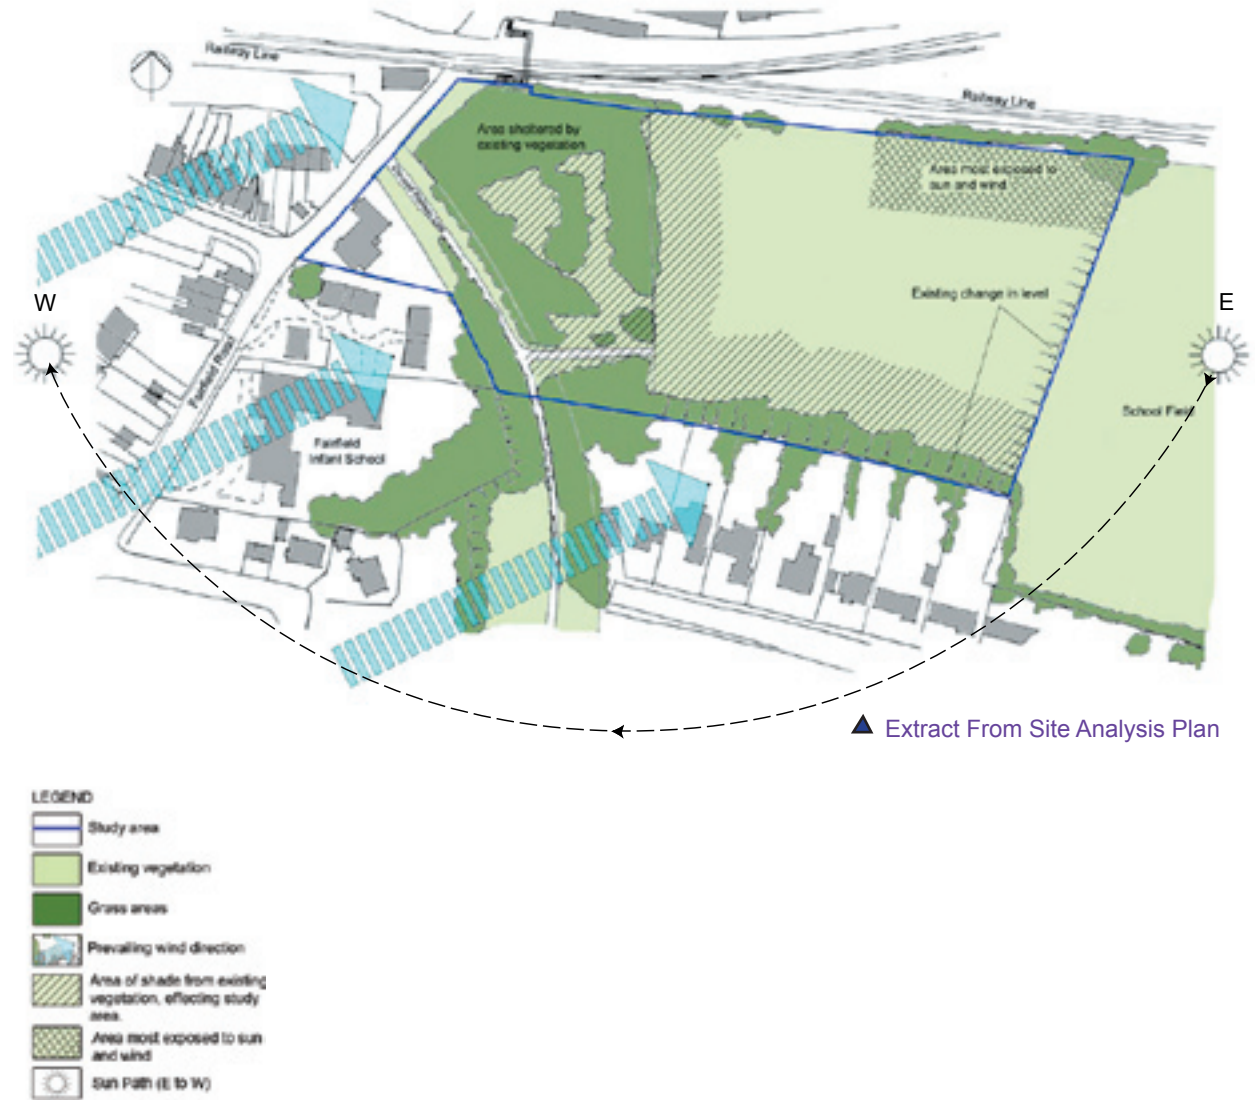 Railway Line
Railway Line
Area sheltered by
existing vegetation
Area most exposed to
sun and wind
Existing change in level
W
E
Fairfield Road
School Field
Fairfield
Infant School
Extract From Site Analysis Plan
LEGEND
Study area
Existing vegetation
Grass areas
Prevailing wind direction
Area of shade from existing
vegetation, effecting study
area.
Area most exposed to sun
and wind
Sun Path (E to W)